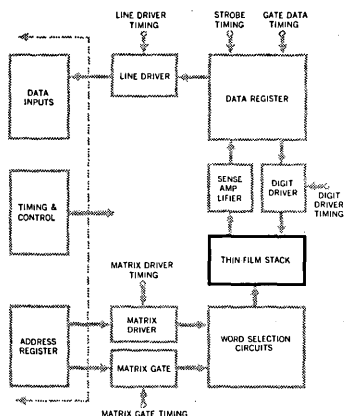 LINE DRIVER
TIMING
STROBE
TIMING
GATE DATA
TIMING
DATA
INPUTS
LINE DRIVER
DATA REGISTER
TIMING &
CONTROL
SENSE
AMP
LIFIER
DIGIT
DRIVER
DIGIT
DRIVER
TIMING
THIN-FILM STACK
MATRIX DRIVER
TIMING
ADDRESS
REGISTER
MATRIX
DRIVER
MATRIX GATE
WORD SELECTION
CIRCUITS
MATRIX GATE TIMING